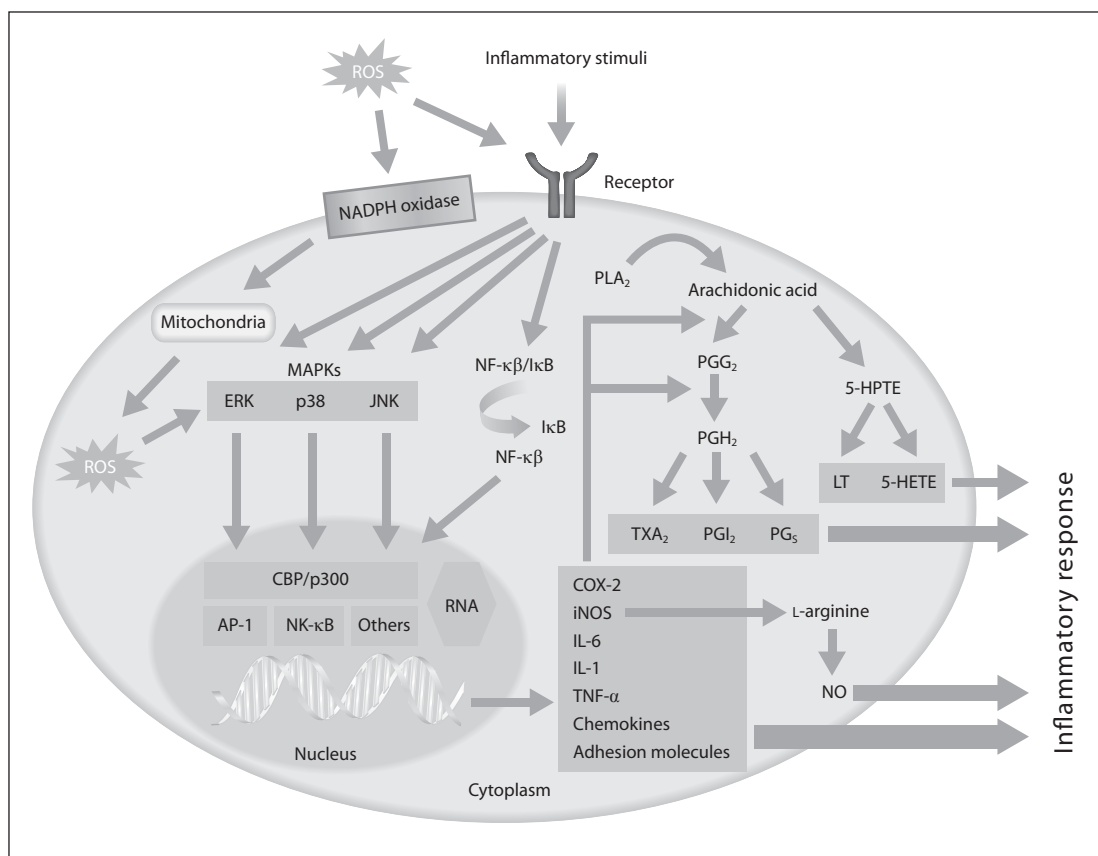 ROS
Inflammatory stimuli
Receptor
NADPH oxidase
PLA₂
Arachidonic acid
Mitochondria
NF-κβ/IκB
PGG₂
MAPKs
ERK p38 JNK
5-HPTE
IκB
NF-κβ
PGH₂
ROS
LT 5-HETE
TXA₂ PGI₂ PGₛ
CBP/p300
RNA
AP-1 NK-κB Others
COX-2
iNOS
L-arginine
IL-6
IL-1
TNF-α
NO
Chemokines
Adhesion molecules
Nucleus
Cytoplasm
Inflammatory response